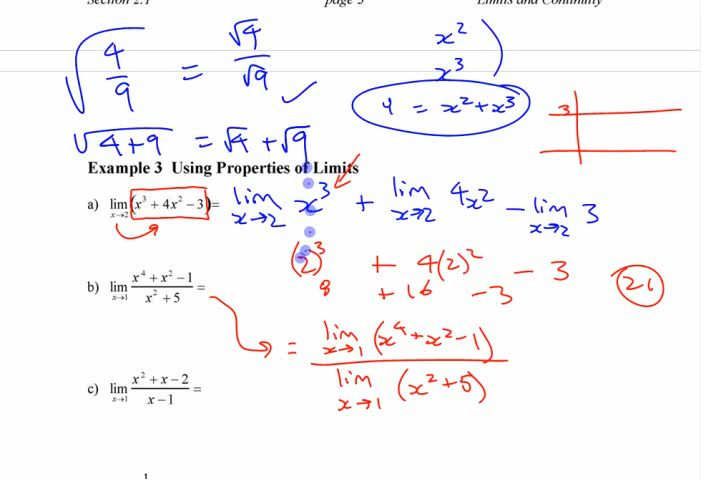 Section 2.1 page 5 Limits and Continuity
√(4/9) = √4/√9 ✓
x²
x³ )
y = x² + x³
3
√(4+9) = √4 + √9
Example 3 Using Properties of Limits
a) lim x→2 (x³ + 4x² − 3) = lim x→2 x³ + lim x→2 4x² − lim x→2 3
(2)³ + 4(2)² − 3
8 + 16 − 3 21
b) lim x→1 (x⁴ + x² − 1)/(x² + 5) =
= lim x→1 (x⁴ + x² − 1) / lim x→1 (x² + 5)
c) lim x→1 (x² + x − 2)/(x − 1) =